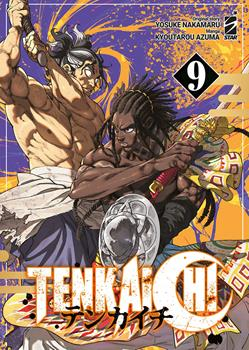 Original story
YOSUKE NAKAMARU
Manga
KYOUTAROU AZUMA
STAR
9
TENKAICHI
テンカイチ